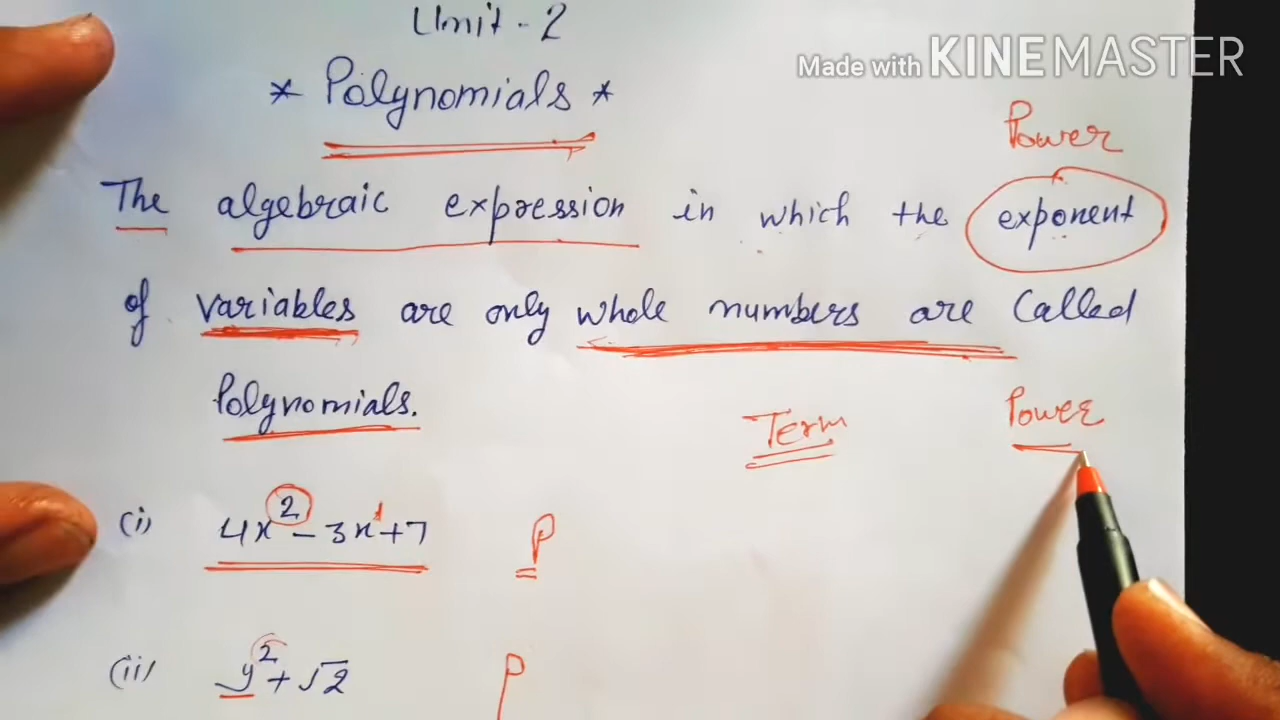 Unit - 2
Made with KINEMASTER
* Polynomials *
Power
The algebraic expression in which the exponent
of variables are only whole numbers are called
Polynomials.
Term Power
(i) 4x² - 3x¹ + 7 P
(ii) y² + √2 P